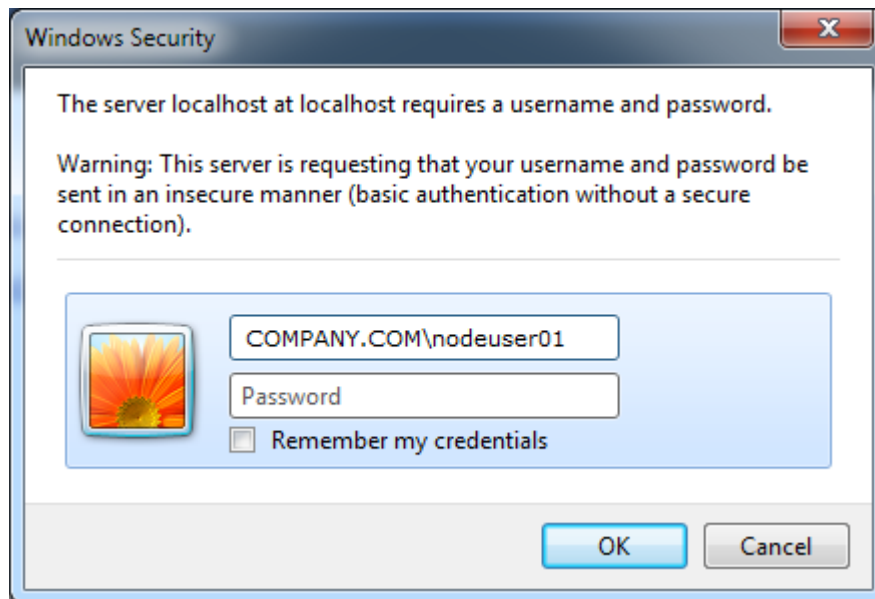 Windows Security
The server localhost at localhost requires a username and password.
Warning: This server is requesting that your username and password be
sent in an insecure manner (basic authentication without a secure
connection).
COMPANY.COM\nodeuser01
Password
Remember my credentials
OK
Cancel